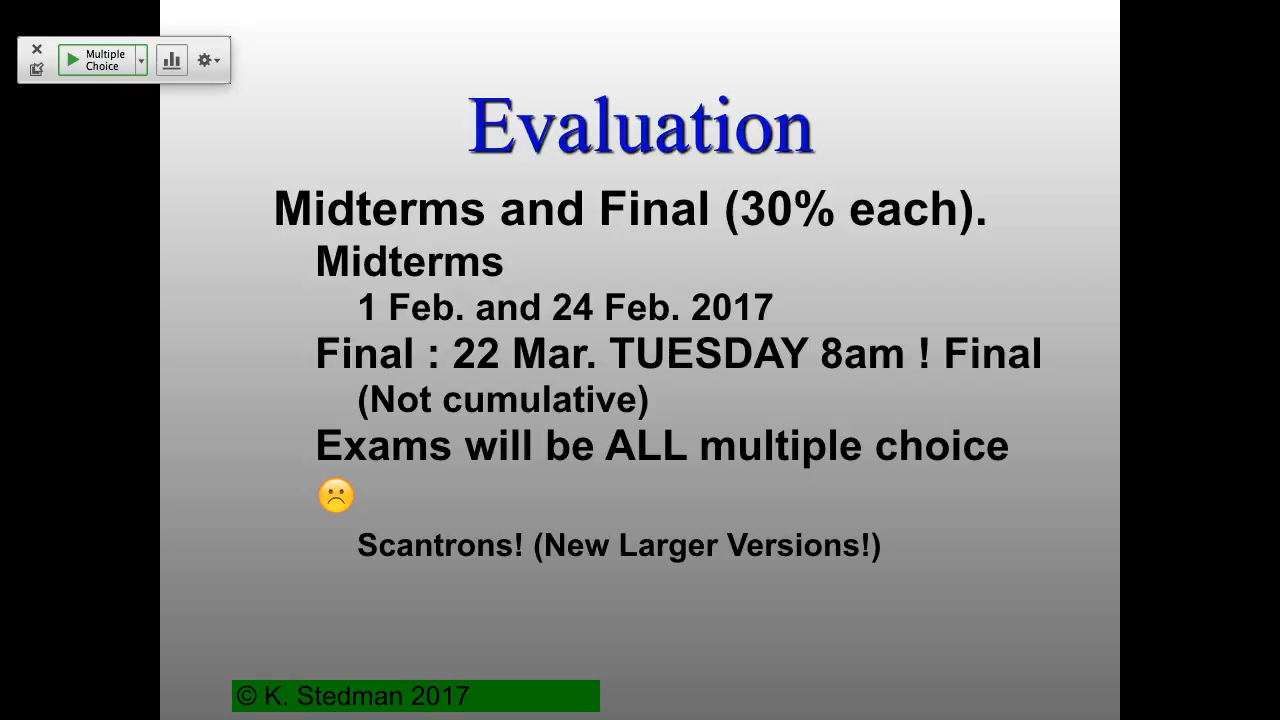 Multiple
Choice
Evaluation
Midterms and Final (30% each).
Midterms
1 Feb. and 24 Feb. 2017
Final : 22 Mar. TUESDAY 8am ! Final
(Not cumulative)
Exams will be ALL multiple choice
☹️
Scantrons! (New Larger Versions!)
© K. Stedman 2017